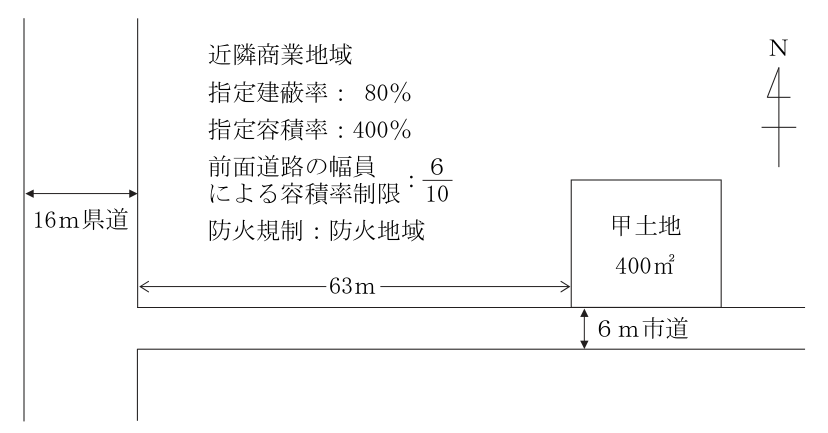 近隣商業地域
指定建蔽率： 80％
指定容積率：400％
前面道路の幅員
による容積率制限：6/10
防火規制：防火地域
N
16ｍ県道
甲土地
400㎡
63ｍ
6ｍ市道